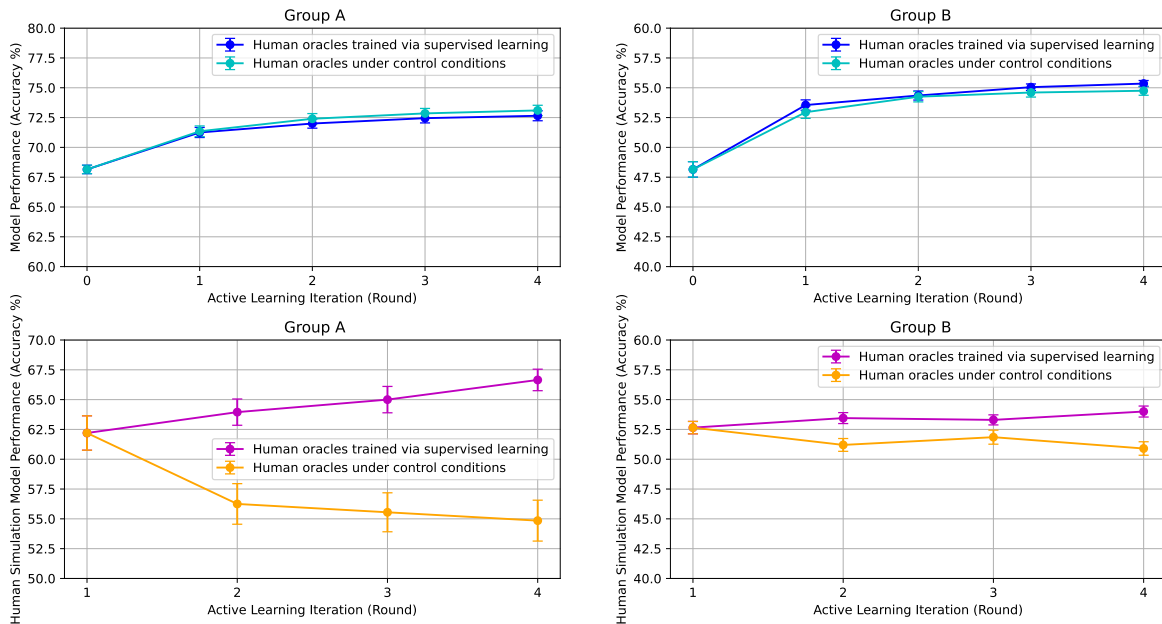 Group A
Model Performance (Accuracy %)
80.0
77.5
75.0
72.5
70.0
67.5
65.0
62.5
60.0
Human oracles trained via supervised learning
Human oracles under control conditions
0 1 2 3 4
Active Learning Iteration (Round)
Group B
Model Performance (Accuracy %)
60.0
57.5
55.0
52.5
50.0
47.5
45.0
42.5
40.0
Human oracles trained via supervised learning
Human oracles under control conditions
0 1 2 3 4
Active Learning Iteration (Round)
Group A
Human Simulation Model Performance (Accuracy %)
70.0
67.5
65.0
62.5
60.0
57.5
55.0
52.5
50.0
Human oracles trained via supervised learning
Human oracles under control conditions
1 2 3 4
Active Learning Iteration (Round)
Group B
Human Simulation Model Performance (Accuracy %)
60.0
57.5
55.0
52.5
50.0
47.5
45.0
42.5
40.0
Human oracles trained via supervised learning
Human oracles under control conditions
1 2 3 4
Active Learning Iteration (Round)